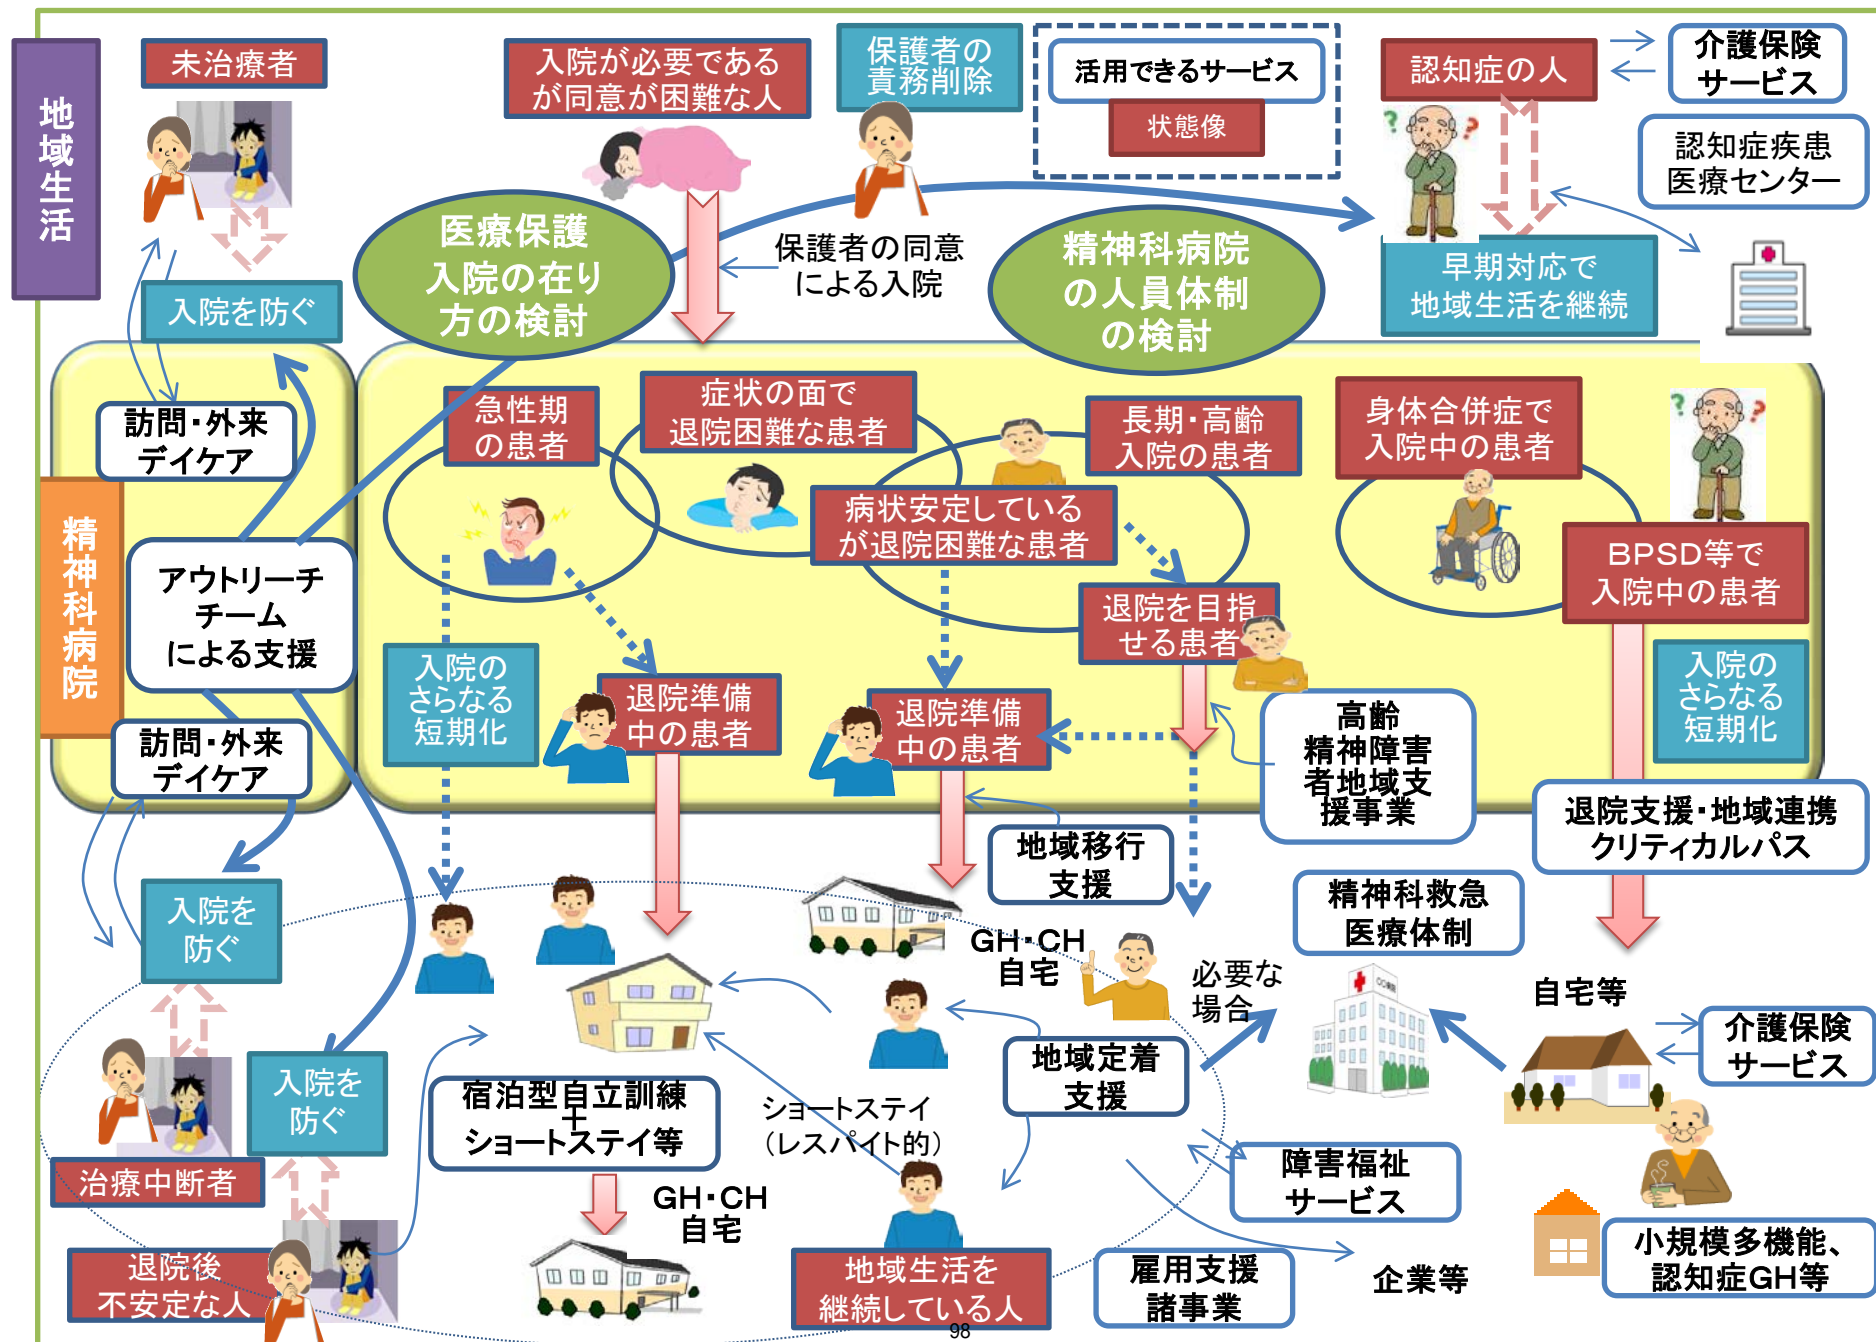 地域生活
未治療者
入院が必要である
が同意が困難な人
保護者の
責務削除
活用できるサービス
状態像
認知症の人
介護保険
サービス
認知症疾患
医療センター
医療保護
入院の在り
方の検討
保護者の同意
による入院
精神科病院
の人員体制
の検討
早期対応で
地域生活を継続
入院を防ぐ
精神科病院
訪問・外来
デイケア
急性期
の患者
症状の面で
退院困難な患者
長期・高齢
入院の患者
身体合併症で
入院中の患者
? ?
? ?
病状安定している
が退院困難な患者
BPSD等で
入院中の患者
アウトリーチ
チーム
による支援
退院を目指
せる患者
入院の
さらなる
短期化
退院準備
中の患者
退院準備
中の患者
高齢
精神障害
者地域支
援事業
入院の
さらなる
短期化
訪問・外来
デイケア
退院支援・地域連携
クリティカルパス
地域移行
支援
精神科救急
医療体制
入院を
防ぐ
GH・CH
自宅
必要な
場合
自宅等
介護保険
サービス
地域定着
支援
入院を
防ぐ
宿泊型自立訓練
+
ショートステイ等
ショートステイ
(レスパイト的)
治療中断者
障害福祉
サービス
GH・CH
自宅
退院後
不安定な人
地域生活を
継続している人
雇用支援
諸事業
企業等
小規模多機能、
認知症GH等
98